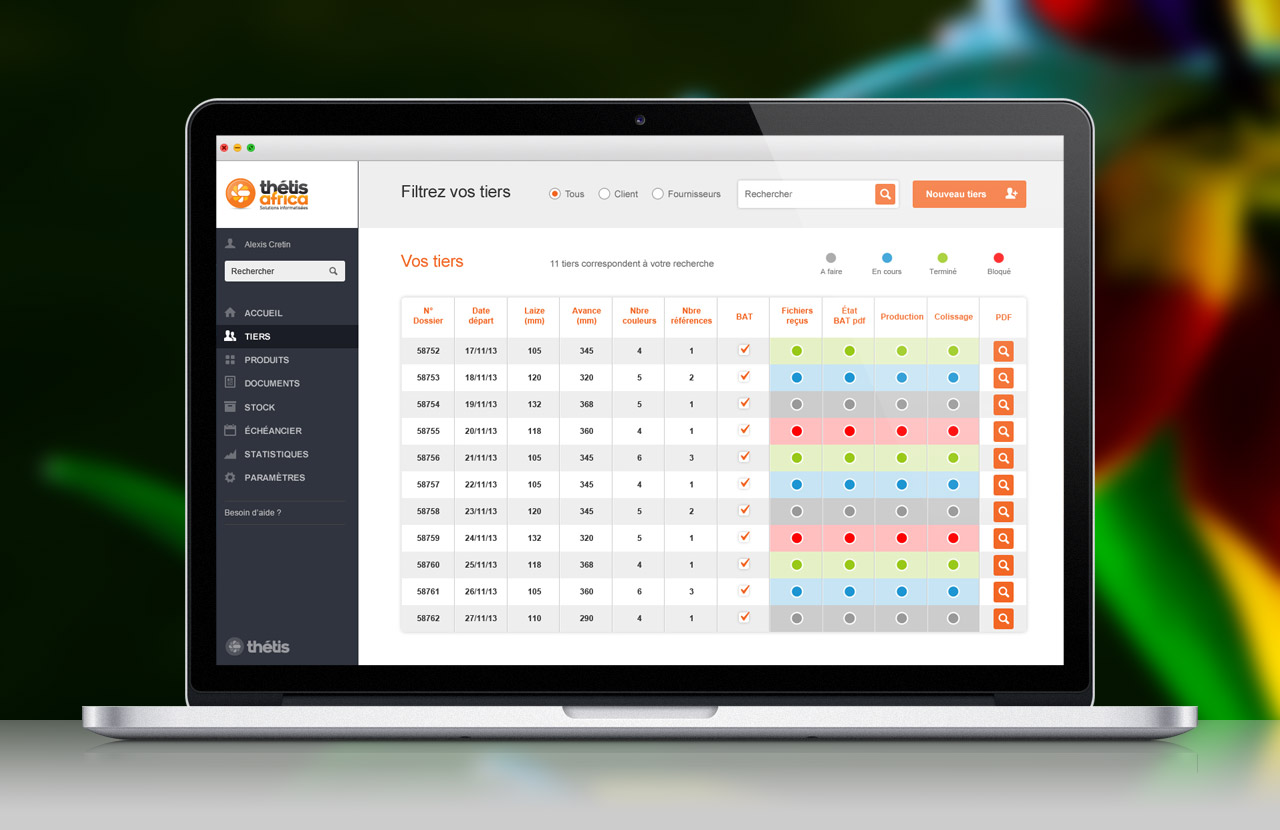 thétis
africa
Solutions informatisées
Filtrez vos tiers
Tous Client Fournisseurs
Rechercher
Nouveau tiers
Alexis Cretin
Rechercher
ACCUEIL
TIERS
PRODUITS
DOCUMENTS
STOCK
ÉCHÉANCIER
STATISTIQUES
PARAMÈTRES
Besoin d'aide ?
thétis
Vos tiers
11 tiers correspondent à votre recherche
A faire En cours Terminé Bloqué
N° Dossier Date départ Laize (mm) Avance (mm) Nbre couleurs Nbre références BAT Fichiers reçus État BAT pdf Production Colissage PDF
58752 17/11/13 105 345 4 1
58753 18/11/13 120 320 5 2
58754 19/11/13 132 368 5 1
58755 20/11/13 118 360 4 1
58756 21/11/13 105 345 6 3
58757 22/11/13 105 345 4 1
58758 23/11/13 120 345 5 2
58759 24/11/13 132 320 5 1
58760 25/11/13 118 368 4 1
58761 26/11/13 105 360 6 3
58762 27/11/13 110 290 4 1